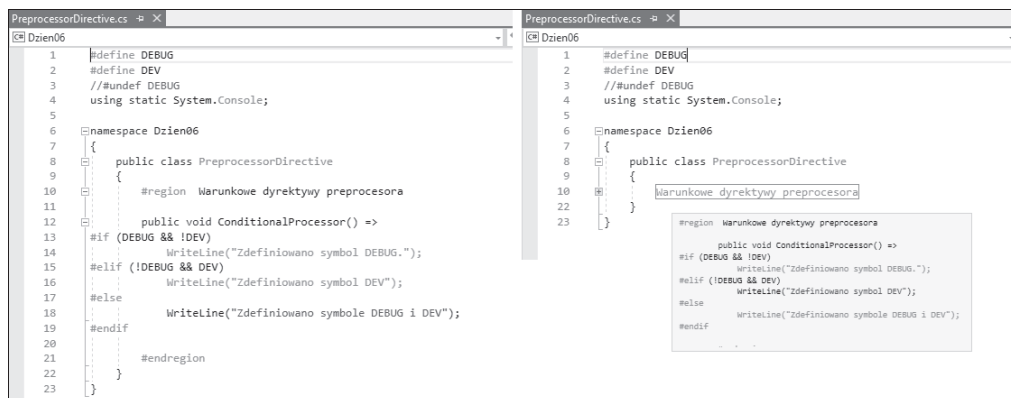 PreprocessorDirective.cs
C# Dzien06
1 #define DEBUG
2 #define DEV
3 //#undef DEBUG
4 using static System.Console;
5
6 namespace Dzien06
7 {
8 public class PreprocessorDirective
9 {
10 #region Warunkowe dyrektywy preprocesora
11
12 public void ConditionalProcessor() =>
13 #if (DEBUG && !DEV)
14 WriteLine("Zdefiniowano symbol DEBUG.");
15 #elif (!DEBUG && DEV)
16 WriteLine("Zdefiniowano symbol DEV");
17 #else
18 WriteLine("Zdefiniowano symbole DEBUG i DEV");
19 #endif
20
21 #endregion
22 }
23 }
PreprocessorDirective.cs
C# Dzien06
1 #define DEBUG
2 #define DEV
3 //#undef DEBUG
4 using static System.Console;
5
6 namespace Dzien06
7 {
8 public class PreprocessorDirective
9 {
10 Warunkowe dyrektywy preprocesora
22 }
23 }
#region Warunkowe dyrektywy preprocesora
public void ConditionalProcessor() =>
#if (DEBUG && !DEV)
WriteLine("Zdefiniowano symbol DEBUG.");
#elif (!DEBUG && DEV)
WriteLine("Zdefiniowano symbol DEV");
#else
WriteLine("Zdefiniowano symbole DEBUG i DEV");
#endif